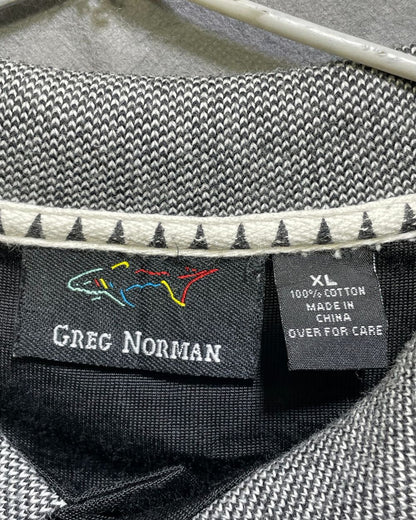 GREG NORMAN
XL
100% COTTON
MADE IN
CHINA
OVER FOR CARE